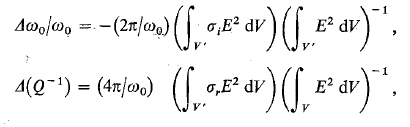 Δω₀/ω₀ = −(2π/ω₀)(∫_V′ σᵢE² dV)(∫_V′ E² dV)⁻¹,
Δ(Q⁻¹) = (4π/ω₀) (∫_V′ σᵣE² dV)(∫_V E² dV)⁻¹,